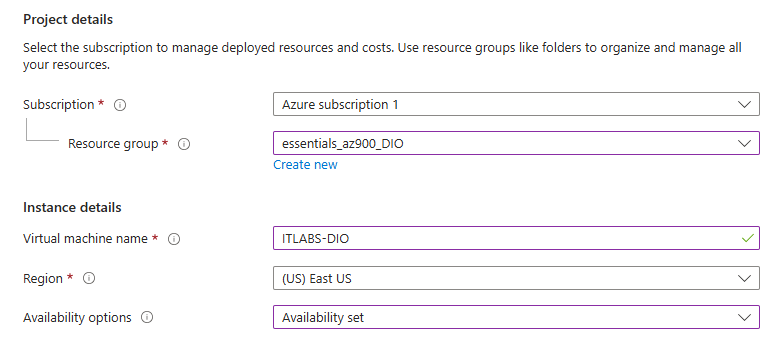 Project details
Select the subscription to manage deployed resources and costs. Use resource groups like folders to organize and manage all
your resources.
Subscription * Azure subscription 1
Resource group * essentials_az900_DIO
Create new
Instance details
Virtual machine name * ITLABS-DIO
Region * (US) East US
Availability options Availability set